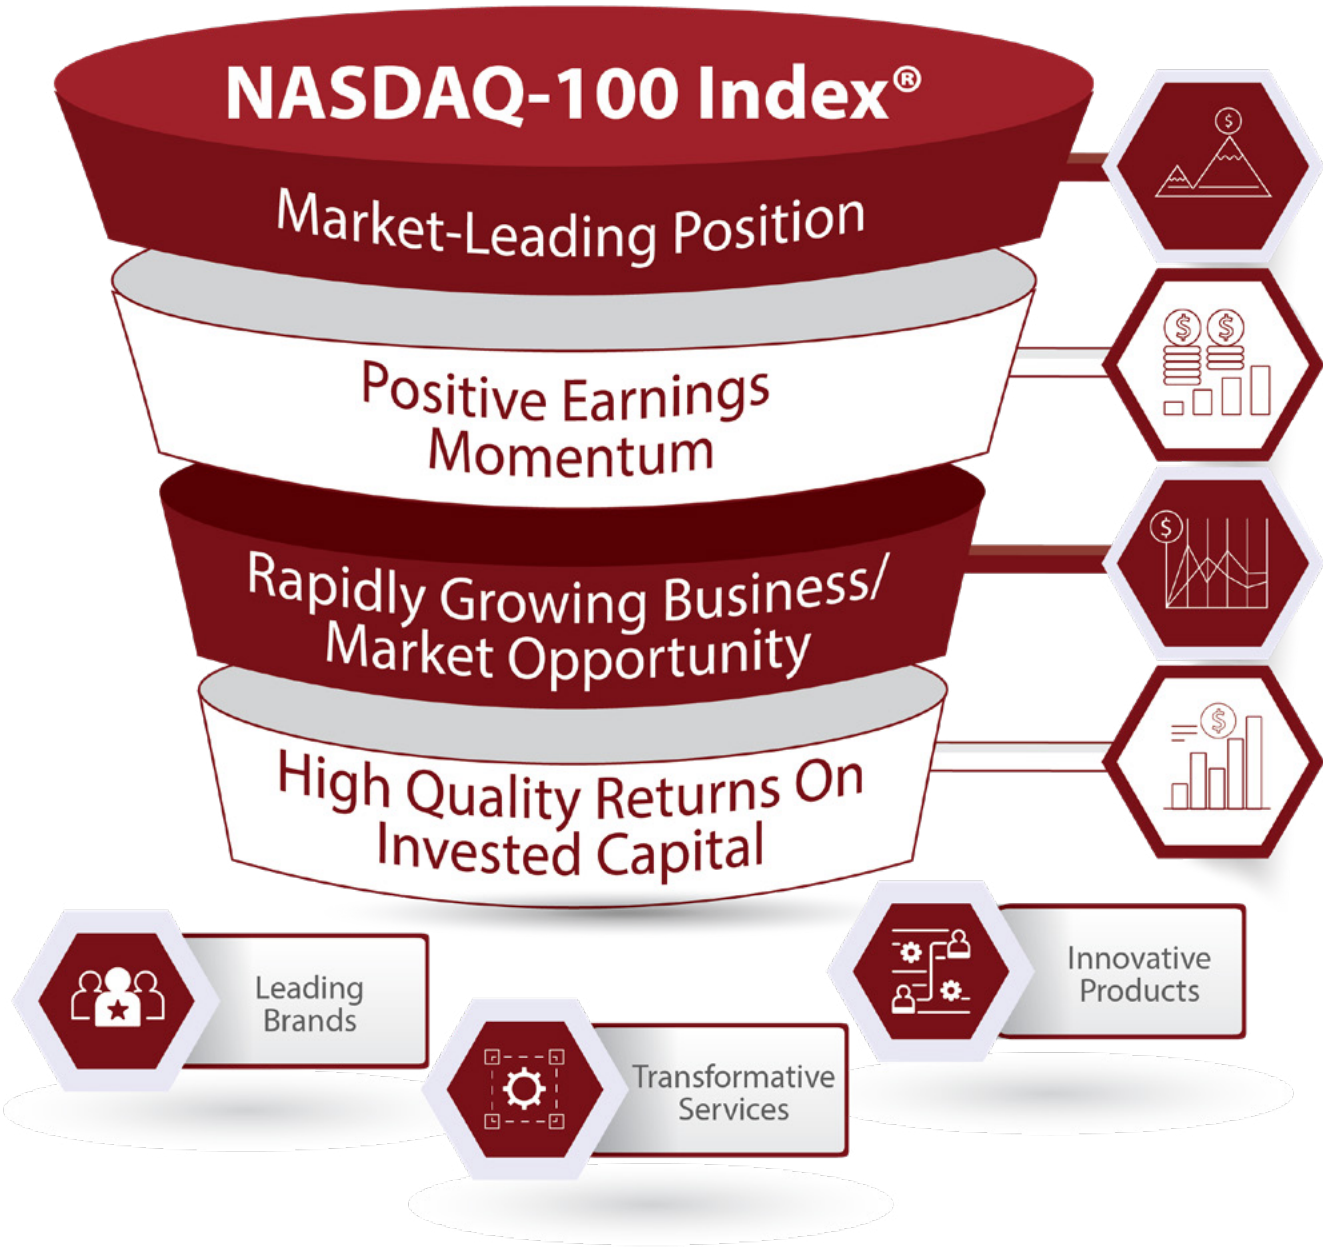 NASDAQ-100 Index®
Market-Leading Position
Positive Earnings
Momentum
Rapidly Growing Business/
Market Opportunity
High Quality Returns On
Invested Capital
Leading
Brands
Transformative
Services
Innovative
Products